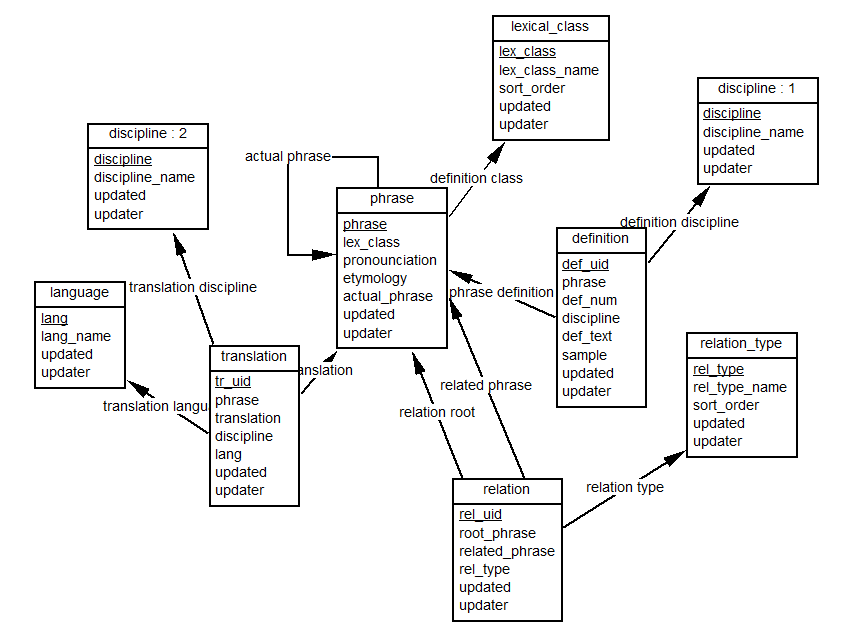 lexical_class
lex_class
lex_class_name
sort_order
updated
updater
discipline : 1
discipline
discipline_name
updated
updater
discipline : 2
discipline
discipline_name
updated
updater
actual phrase
definition class
phrase
phrase
lex_class
pronounciation
etymology
actual_phrase
updated
updater
definition discipline
definition
def_uid
phrase
def_num
discipline
def_text
sample
updated
updater
phrase definition
translation discipline
language
lang
lang_name
updated
updater
translation langua
translation
tr_uid
phrase
translation
discipline
lang
updated
updater
anslation
related phrase
relation root
relation_type
rel_type
rel_type_name
sort_order
updated
updater
relation type
relation
rel_uid
root_phrase
related_phrase
rel_type
updated
updater